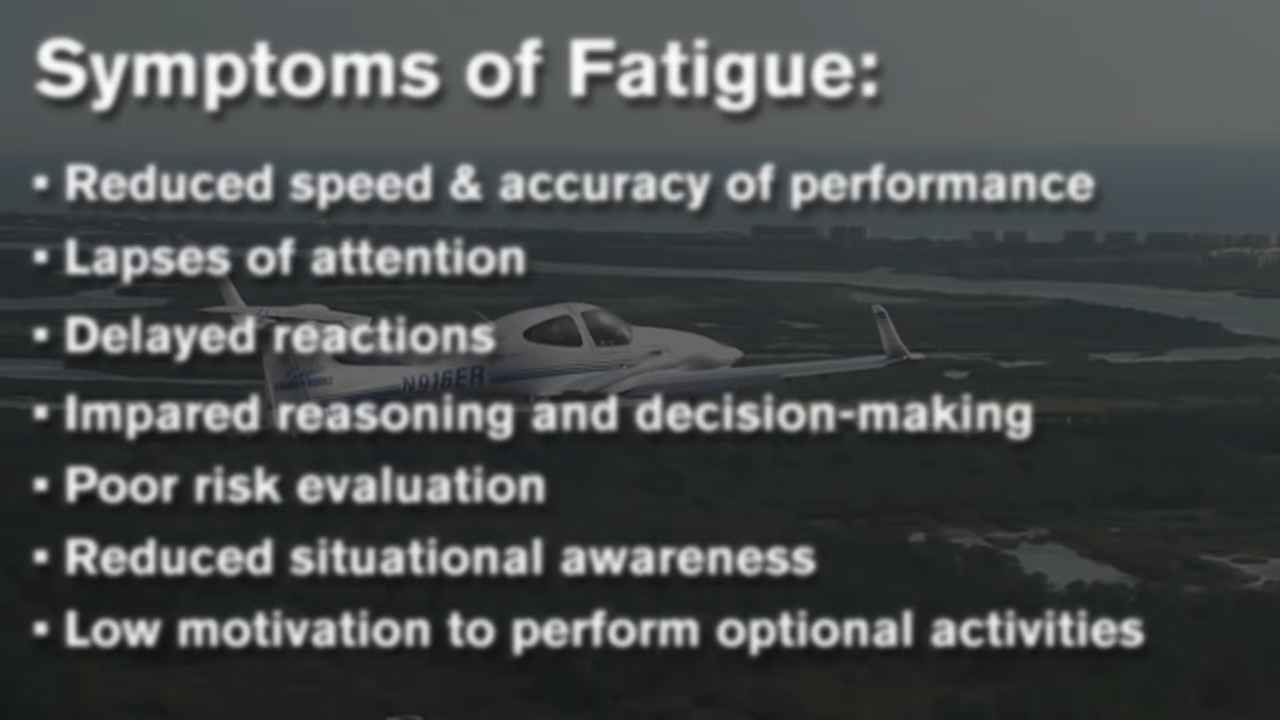 Symptoms of Fatigue:
▪ Reduced speed & accuracy of performance
▪ Lapses of attention
▪ Delayed reactions
N916ER
▪ Impared reasoning and decision-making
▪ Poor risk evaluation
▪ Reduced situational awareness
▪ Low motivation to perform optional activities